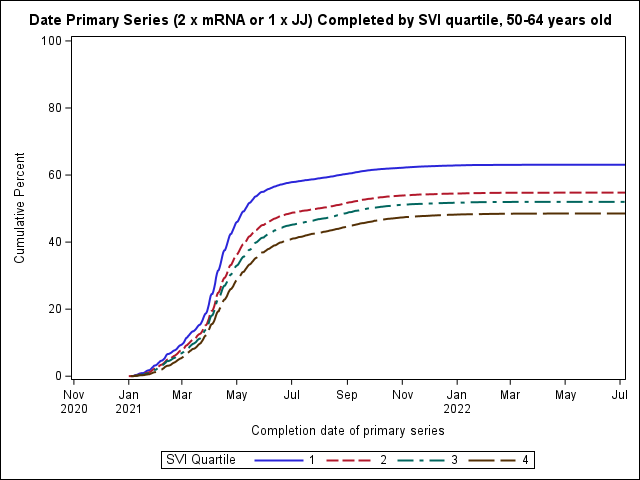 Date Primary Series (2 x mRNA or 1 x JJ) Completed by SVI quartile, 50-64 years old
100
80
60
40
20
0
Cumulative Percent
Nov Jan Mar May Jul Sep Nov Jan Mar May Jul
2020 2021 2022
Completion date of primary series
SVI Quartile 1 2 3 4